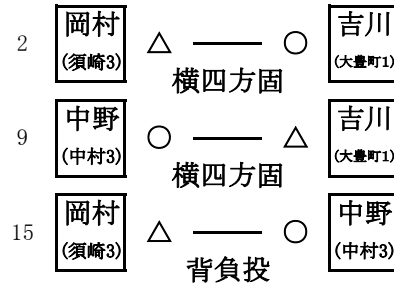 2 岡村 (須崎3) △ ― ○ 吉川 (大豊町1)
横四方固
9 中野 (中村3) ○ ― △ 吉川 (大豊町1)
横四方固
15 岡村 (須崎3) △ ― ○ 中野 (中村3)
背負投